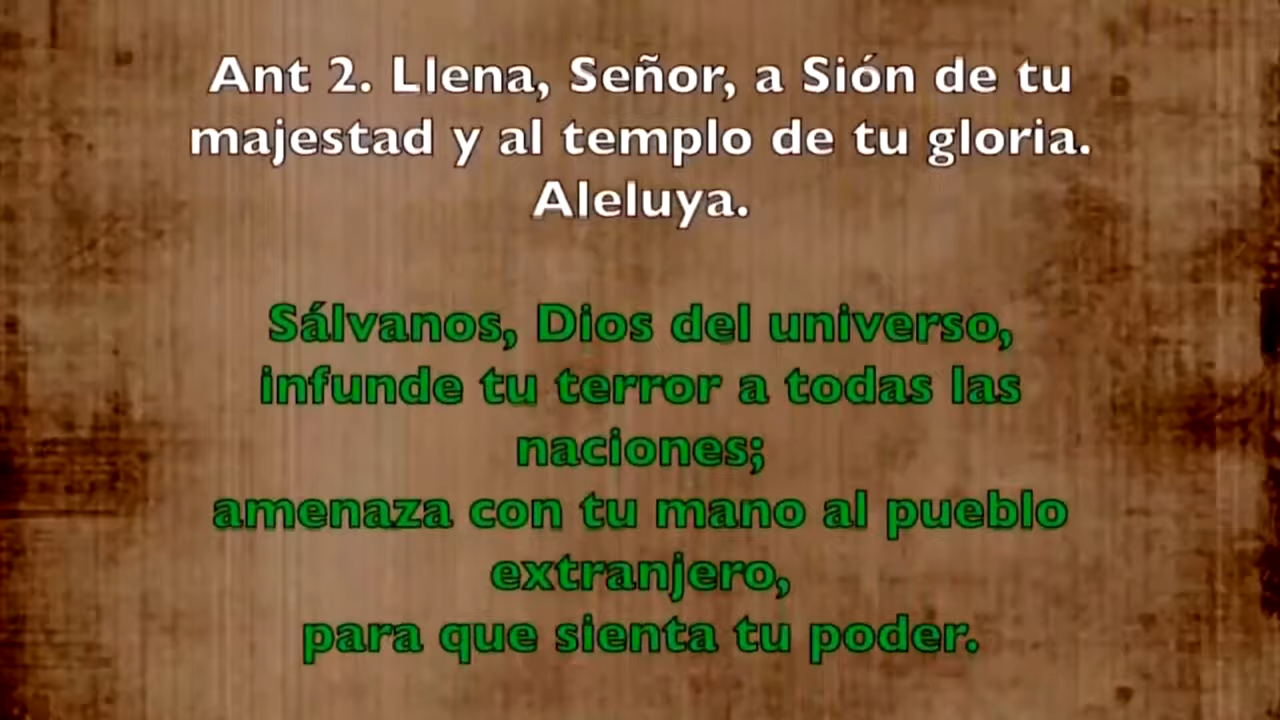 Ant 2. Llena, Señor, a Sión de tu
majestad y al templo de tu gloria.
Aleluya.
Sálvanos, Dios del universo,
infunde tu terror a todas las
naciones;
amenaza con tu mano al pueblo
extranjero,
para que sienta tu poder.